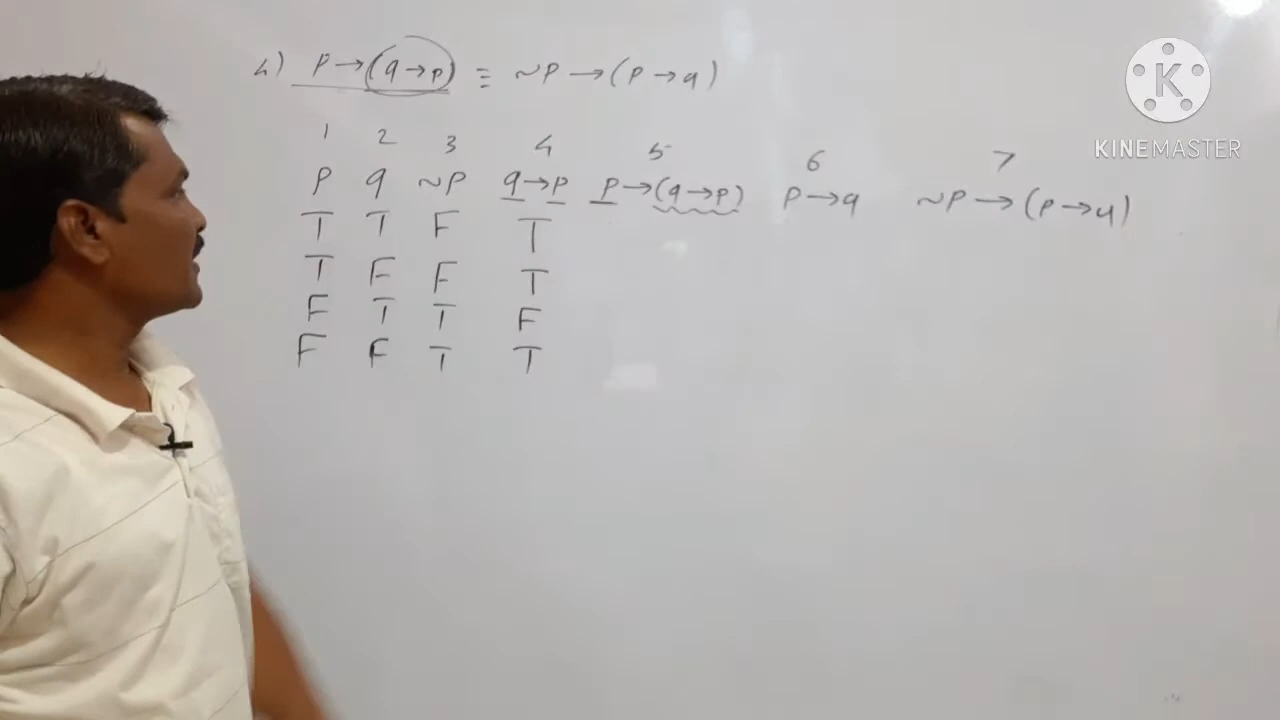 4) P → (q → p) ≡ ~P → (P → q)
1 2 3 4 5 6 7
P q ~P q → P P → (q → p) P → q ~P → (P → q)
T T F T
T F F T
F T T F
F F T T
K
KINEMASTER